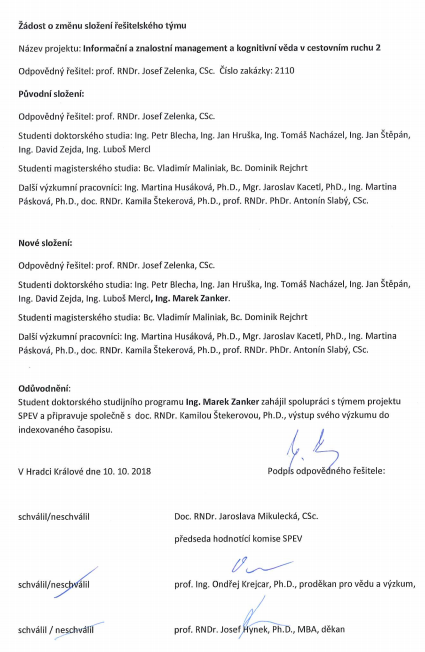 Žádost o změnu složení řešitelského týmu
Název projektu: Informační a znalostní management a kognitivní věda v cestovním ruchu 2
Odpovědný řešitel: prof. RNDr. Josef Zelenka, CSc. Číslo zakázky: 2110
Původní složení:
Odpovědný řešitel: prof. RNDr. Josef Zelenka, CSc.
Studenti doktorského studia: Ing. Petr Blecha, Ing. Jan Hruška, Ing. Tomáš Nacházel, Ing. Jan Štěpán,
Ing. David Zejda, Ing. Luboš Mercl
Studenti magisterského studia: Bc. Vladimír Maliniak, Bc. Dominik Rejchrt
Další výzkumní pracovníci: Ing. Martina Husáková, Ph.D., Mgr. Jaroslav Kacetl, PhD., Ing. Martina
Pásková, Ph.D., doc. RNDr. Kamila Štekerová, Ph.D., prof. RNDr. PhDr. Antonín Slabý, CSc.
Nové složení:
Odpovědný řešitel: prof. RNDr. Josef Zelenka, CSc.
Studenti doktorského studia: Ing. Petr Blecha, Ing. Jan Hruška, Ing. Tomáš Nacházel, Ing. Jan Štěpán,
Ing. David Zejda, Ing. Luboš Mercl, Ing. Marek Zanker.
Studenti magisterského studia: Bc. Vladimír Maliniak, Bc. Dominik Rejchrt
Další výzkumní pracovníci: Ing. Martina Husáková, Ph.D., Mgr. Jaroslav Kacetl, PhD., Ing. Martina
Pásková, Ph.D., doc. RNDr. Kamila Štekerová, Ph.D., prof. RNDr. PhDr. Antonín Slabý, CSc.
Odůvodnění:
Student doktorského studijního programu Ing. Marek Zanker zahájil spolupráci s týmem projektu
SPEV a připravuje společně s doc. RNDr. Kamilou Štekerovou, Ph.D., výstup svého výzkumu do
indexovaného časopisu.
V Hradci Králové dne 10. 10. 2018 Podpis odpovědného řešitele:
schválil/neschválil Doc. RNDr. Jaroslava Mikulecká, CSc.
předseda hodnotící komise SPEV
schválil/neschválil prof. Ing. Ondřej Krejcar, Ph.D., proděkan pro vědu a výzkum,
schválil / neschválil prof. RNDr. Josef Hynek, Ph.D., MBA, děkan